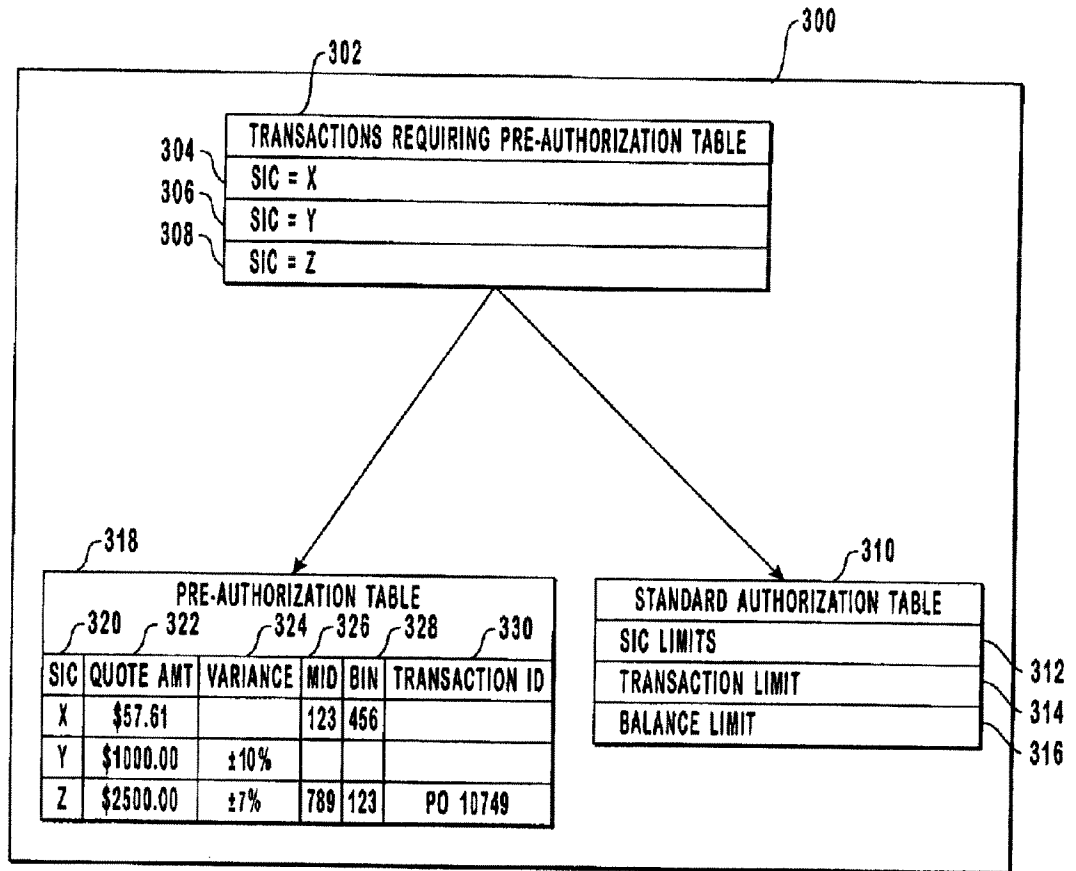 300
302
TRANSACTIONS REQUIRING PRE-AUTHORIZATION TABLE
304
SIC = X
306
SIC = Y
308
SIC = Z
318
PRE-AUTHORIZATION TABLE
320 322 324 326 328 330
SIC QUOTE AMT VARIANCE MID BIN TRANSACTION ID
X $57.61 123 456
Y $1000.00 ±10%
Z $2500.00 ±7% 789 123 PO 10749
310
STANDARD AUTHORIZATION TABLE
SIC LIMITS
312
TRANSACTION LIMIT
314
BALANCE LIMIT
316